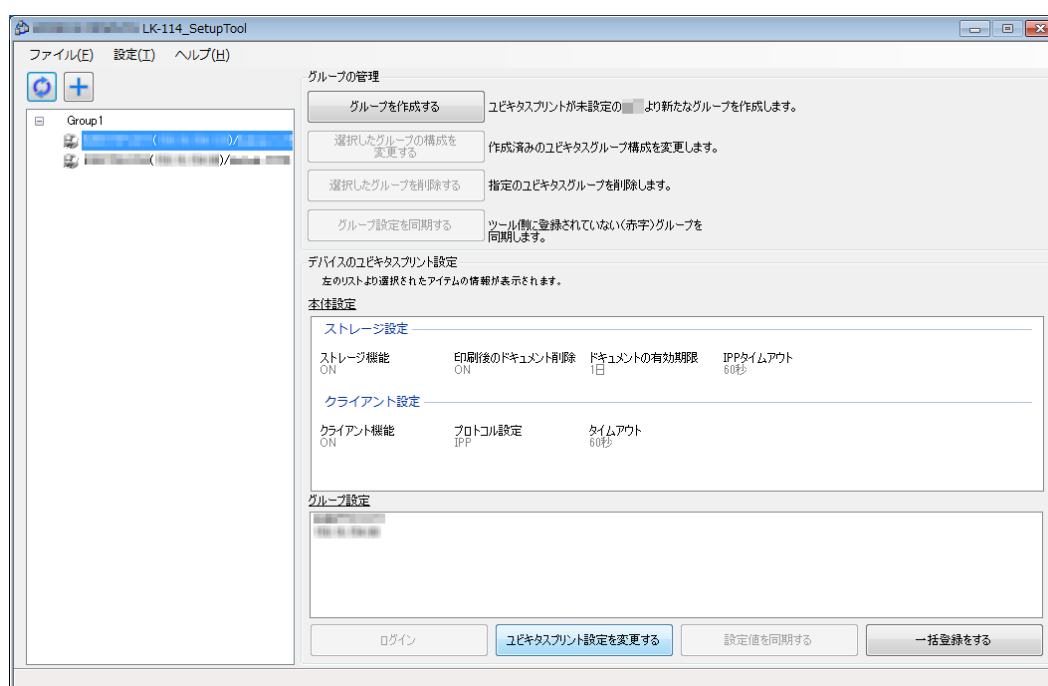 LK-114_SetupTool
ファイル(F) 設定(T) ヘルプ(H)
Group1
グループの管理
グループを作成する
ユビキタスプリントが未設定の より新たなグループを作成します。
選択したグループの構成を
変更する
作成済みのユビキタスグループ構成を変更します。
選択したグループを削除する
指定のユビキタスグループを削除します。
グループ設定を同期する
ツール側に登録されていない(赤字)グループを
同期します。
デバイスのユビキタスプリント設定
左のリストより選択されたアイテムの情報が表示されます。
本体設定
ストレージ設定
ストレージ機能 印刷後のドキュメント削除 ドキュメントの有効期限 IPPタイムアウト
ON ON 1日 60秒
クライアント設定
クライアント機能 プロトコル設定 タイムアウト
ON IPP 60秒
グループ設定
ログイン ユビキタスプリント設定を変更する 設定値を同期する 一括登録をする